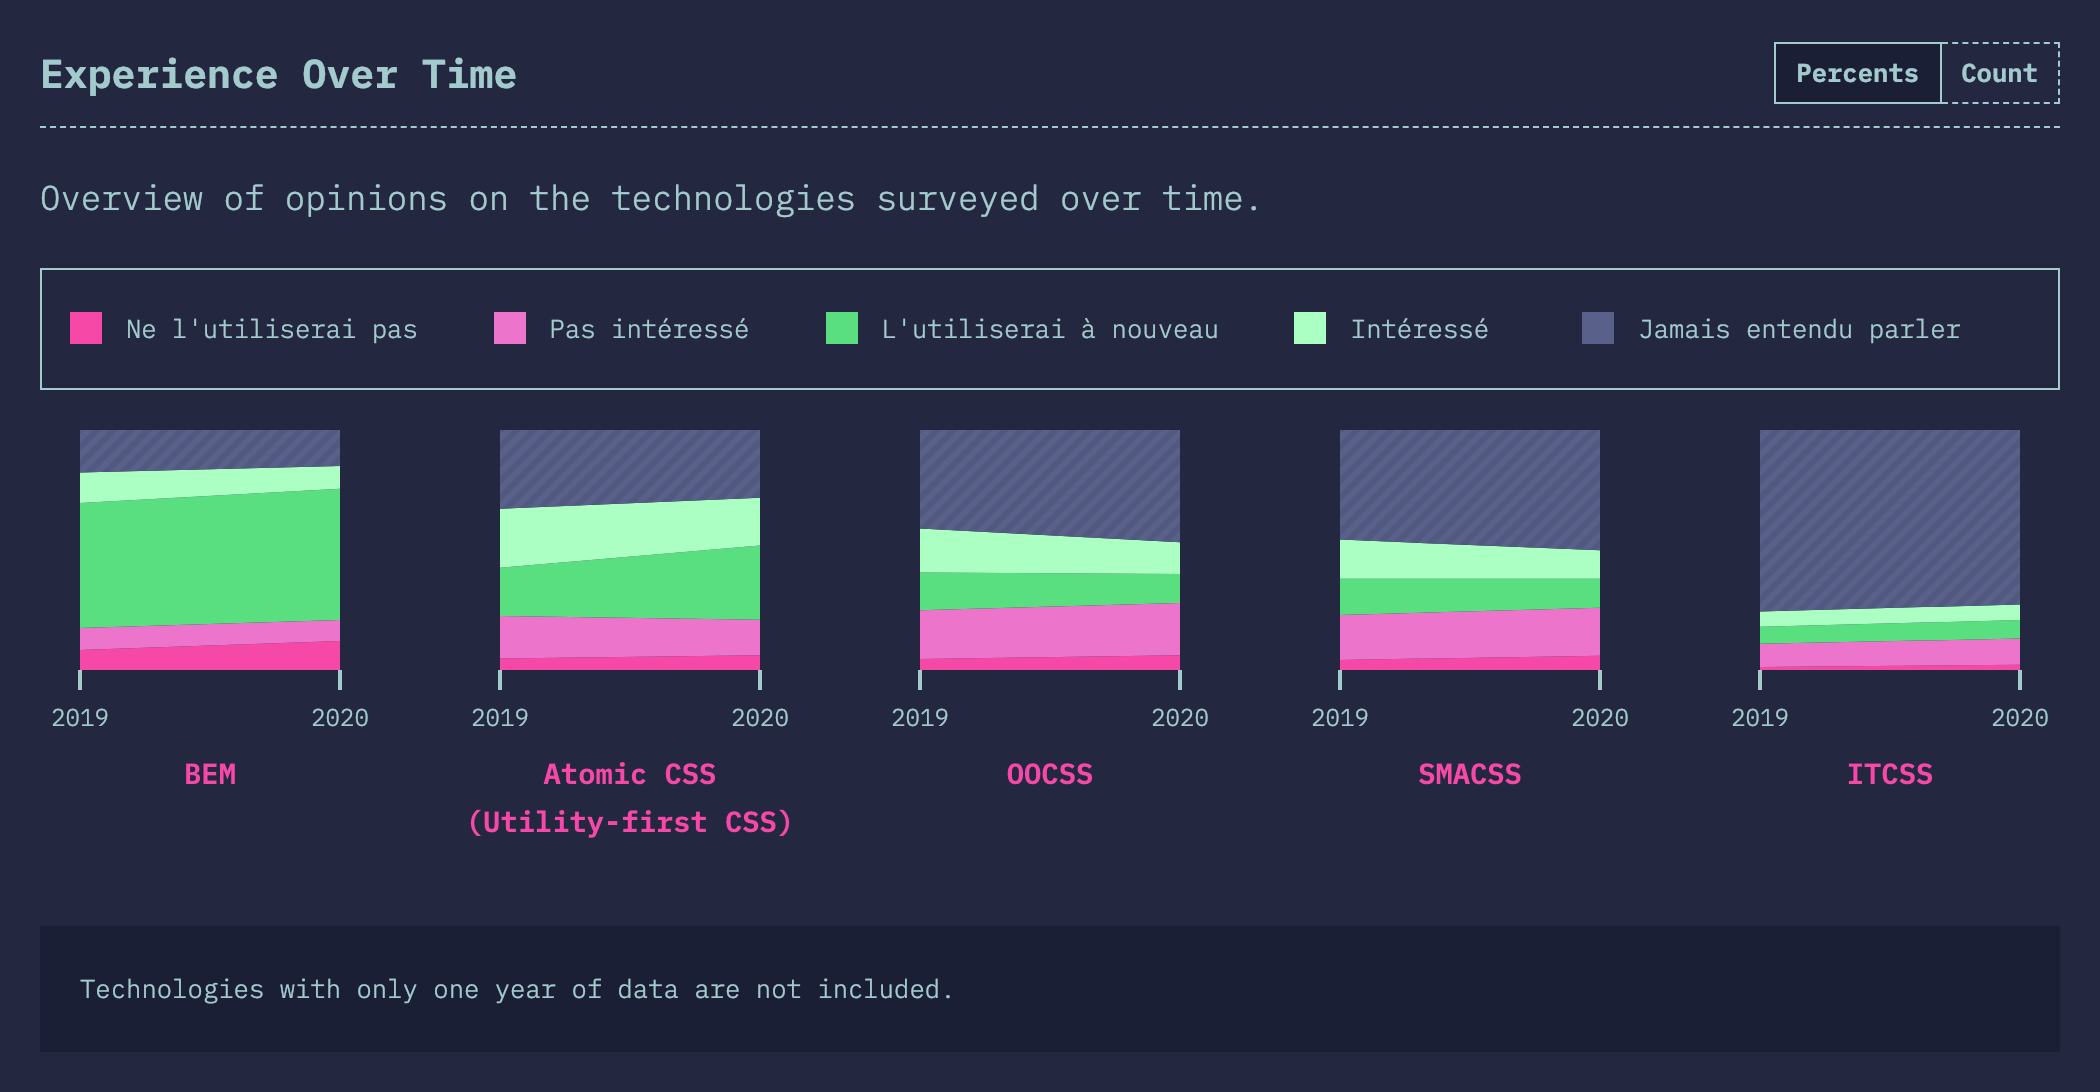 Experience Over Time
Percents Count
Overview of opinions on the technologies surveyed over time.
Ne l'utiliserai pas Pas intéressé L'utiliserai à nouveau Intéressé Jamais entendu parler
2019 2020 2019 2020 2019 2020 2019 2020 2019 2020
BEM Atomic CSS OOCSS SMACSS ITCSS
(Utility-first CSS)
Technologies with only one year of data are not included.